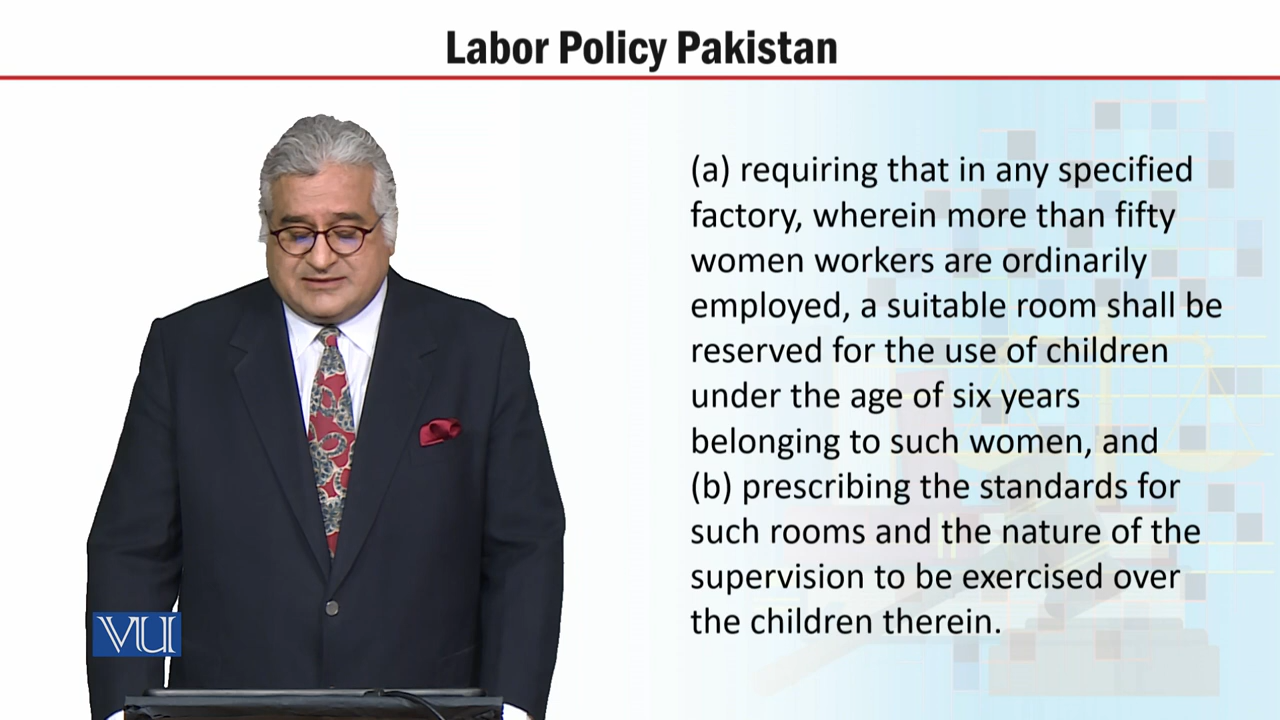 Labor Policy Pakistan
(a) requiring that in any specified
factory, wherein more than fifty
women workers are ordinarily
employed, a suitable room shall be
reserved for the use of children
under the age of six years
belonging to such women, and
(b) prescribing the standards for
such rooms and the nature of the
supervision to be exercised over
the children therein.
VU